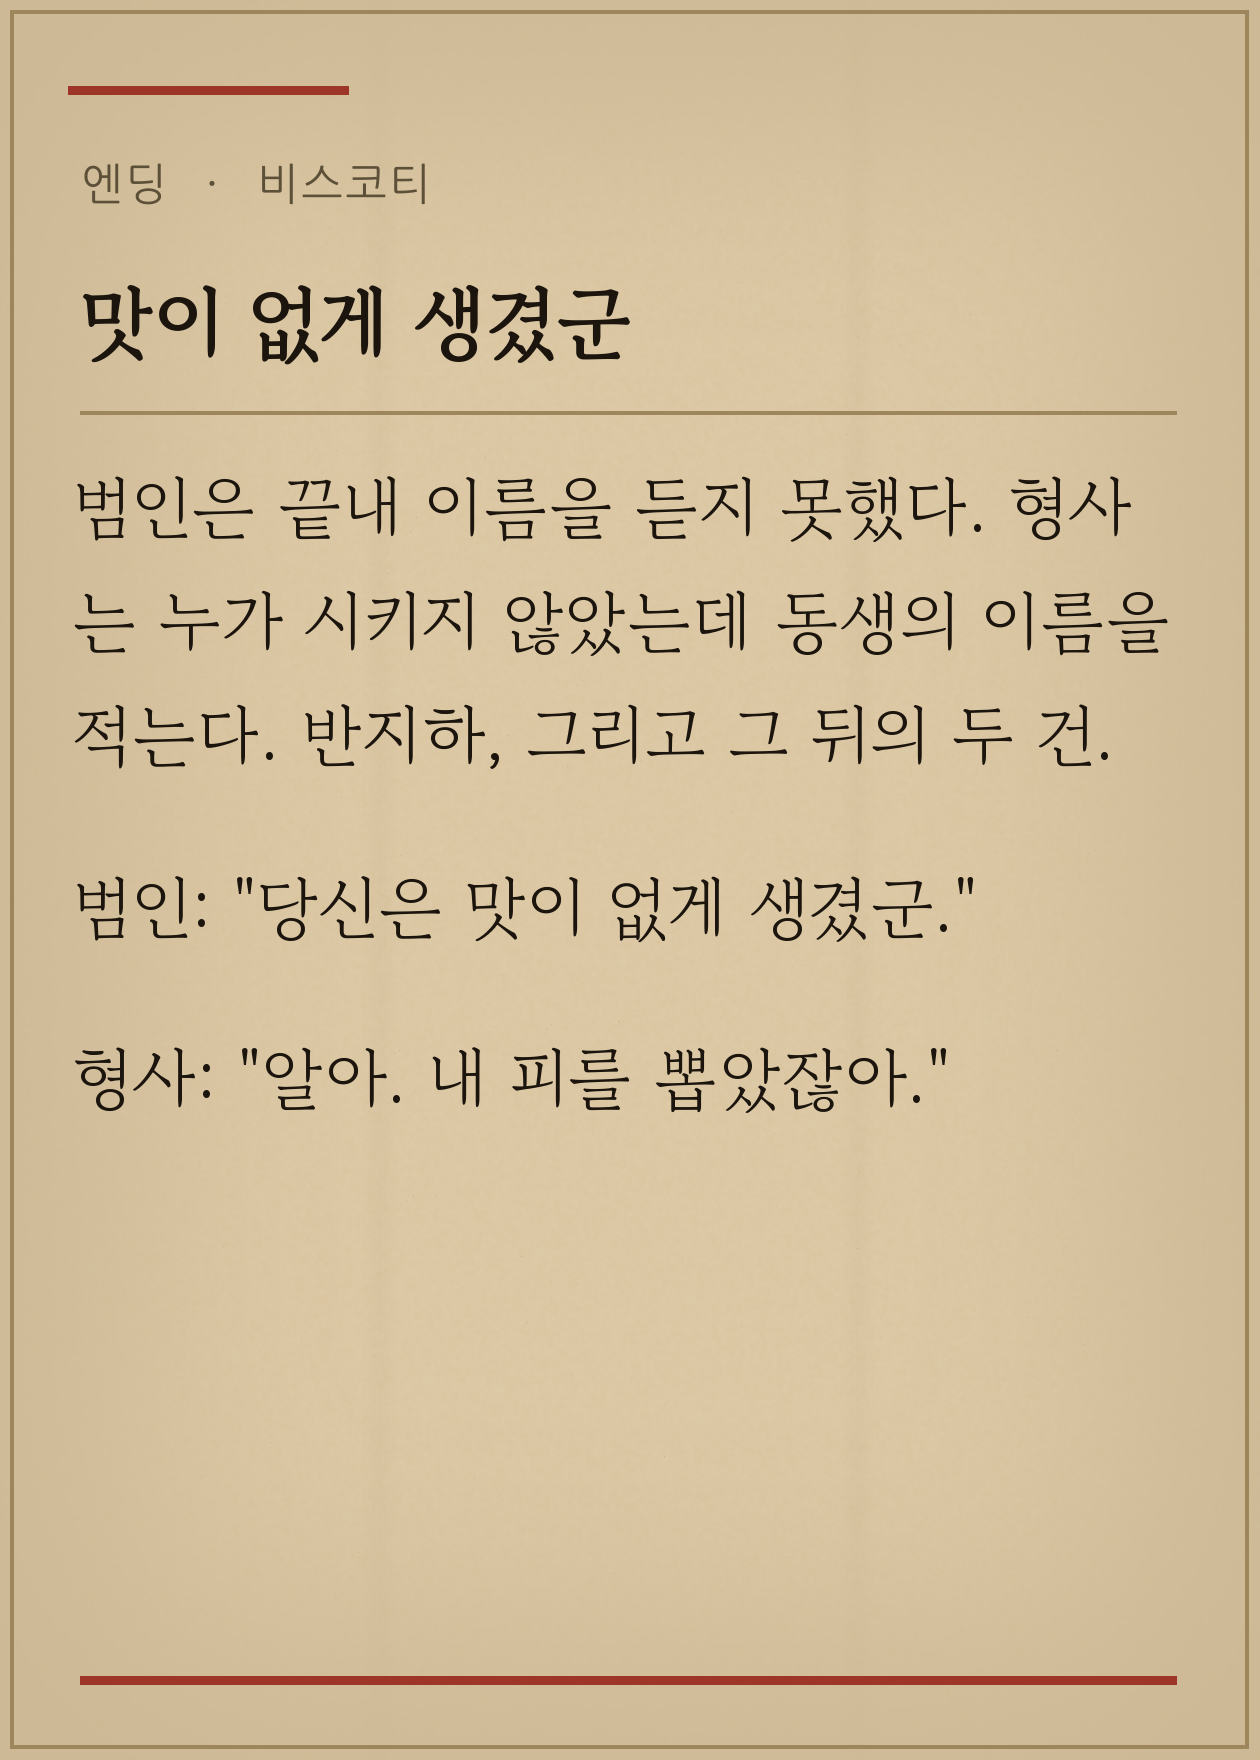 엔딩 · 비스코티
맛이 없게 생겼군
범인은 끝내 이름을 듣지 못했다. 형사
는 누가 시키지 않았는데 동생의 이름을
적는다. 반지하, 그리고 그 뒤의 두 건.
범인: "당신은 맛이 없게 생겼군."
형사: "알아. 내 피를 뽑았잖아."